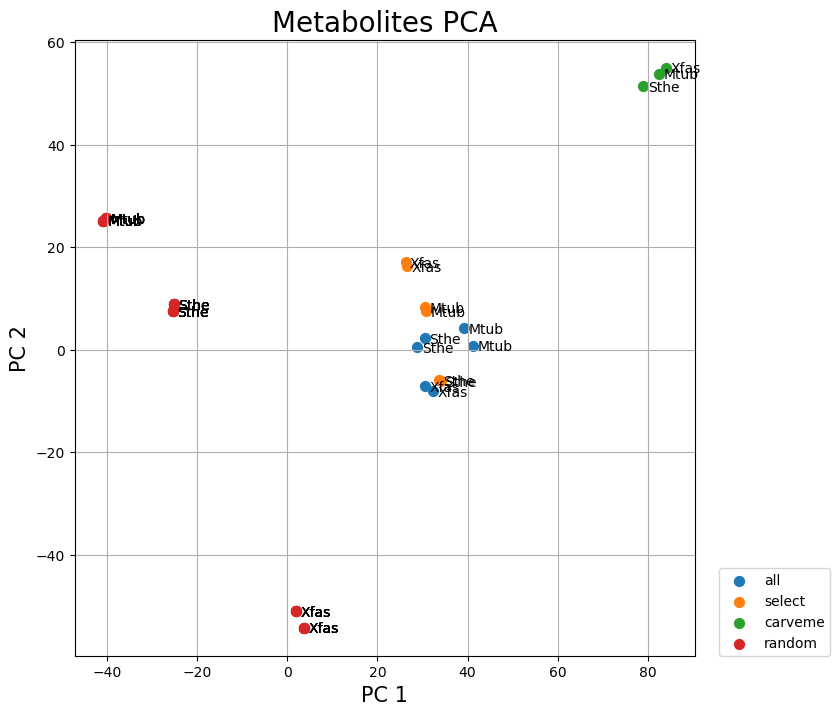 Metabolites PCA
60
40
20
0
−20
−40
PC 2
Xfas
Mtub
Sthe
Mtub
Mtub
Sthe
Sthe
Xfas
Xfas
Mtub
Mtub
Mtub
Mtub
Sthe
Sthe
Sthe
Sthe
Xfas
Xfas
Xfas
Xfas
−40
−20
0
20
40
60
80
PC 1
all
select
carveme
random